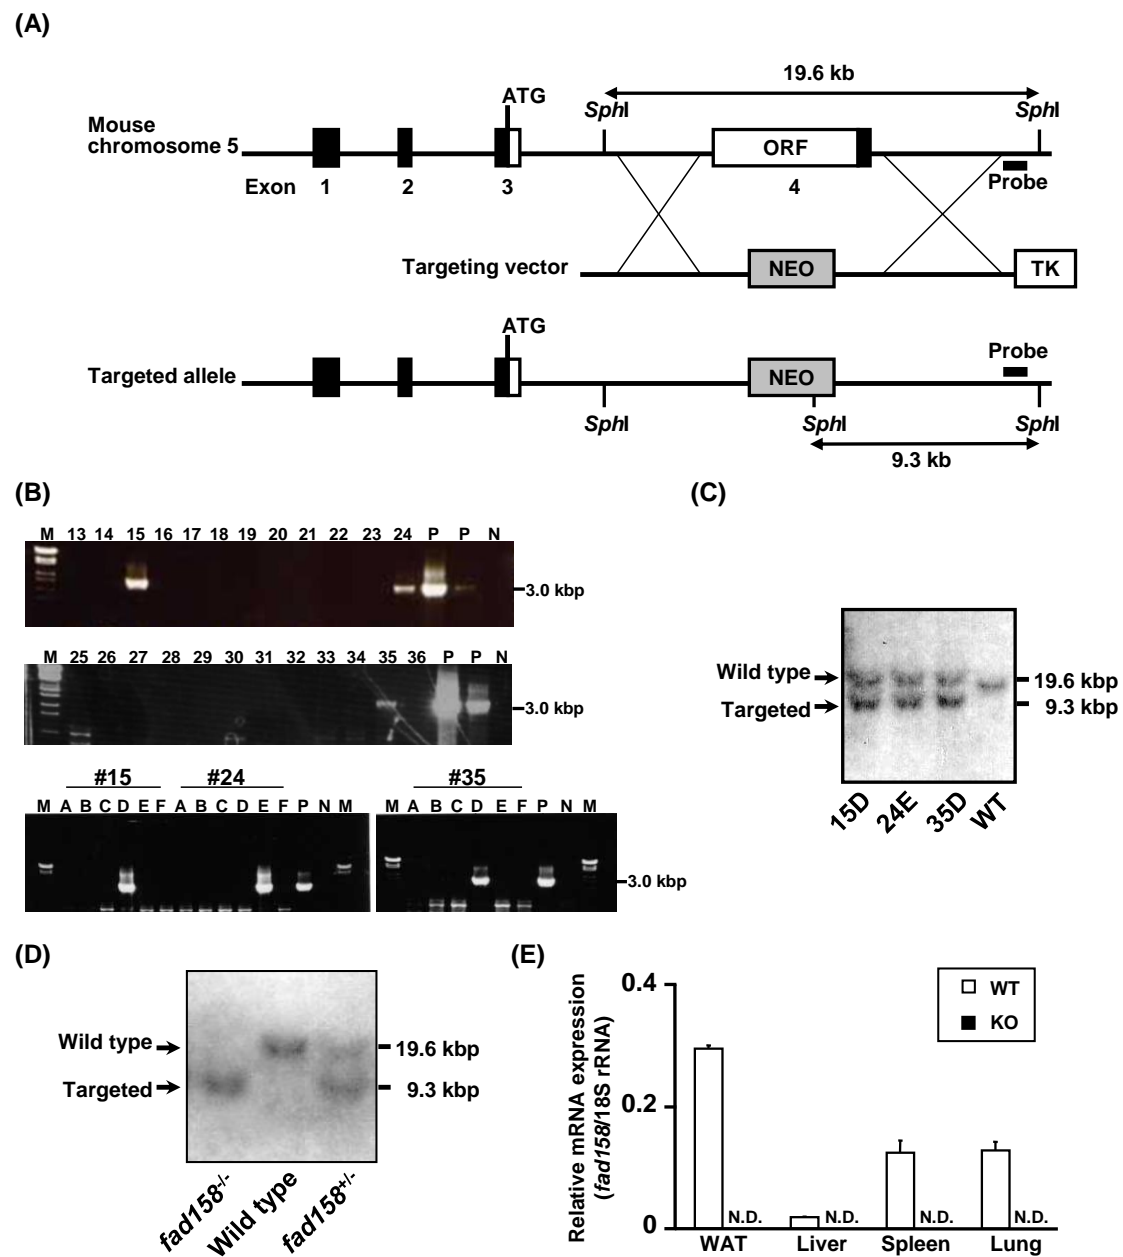 (A)
19.6 kb
ATG SphI SphI
Mouse
chromosome 5 ORF
Exon 1 2 3 4 Probe
Targeting vector NEO TK
ATG
Probe
Targeted allele NEO
SphI SphI SphI
9.3 kb
(B)
M 13 14 15 16 17 18 19 20 21 22 23 24 P P N
3.0 kbp
M 25 26 27 28 29 30 31 32 33 34 35 36 P P N
3.0 kbp
#15 #24 #35
M A B C D E F A B C D E F P N M
M A B C D E F P N M
3.0 kbp
(C)
Wild type 19.6 kbp
Targeted 9.3 kbp
15D 24E 35D WT
(D)
Wild type 19.6 kbp
Targeted 9.3 kbp
fad158-/- Wild type fad158+/-
(E)
Relative mRNA expression
(fad158/18S rRNA)
0.4
0.2
0
WT
KO
N.D. N.D. N.D. N.D.
WAT Liver Spleen Lung